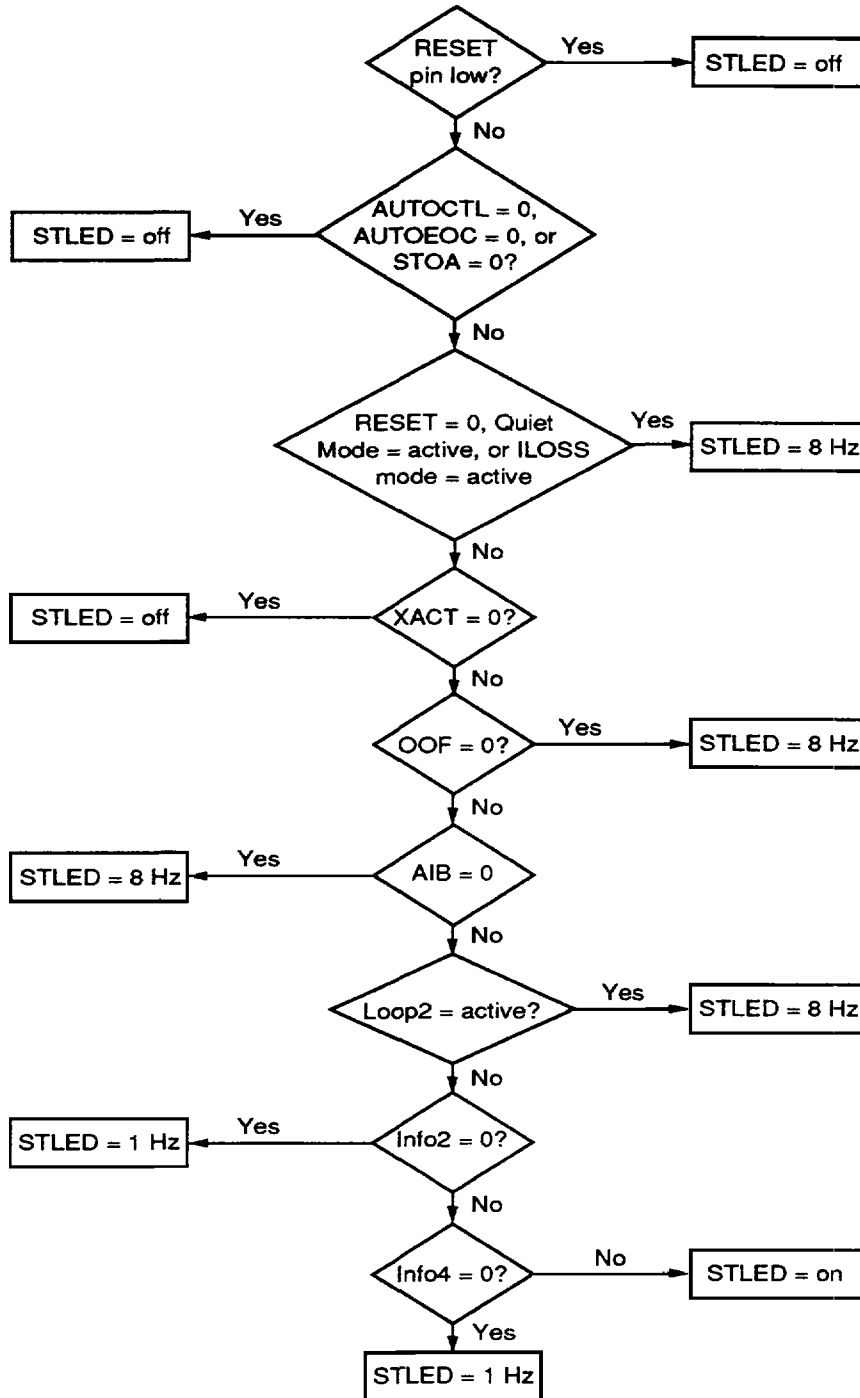 RESET
pin low?
Yes
STLED = off
No
AUTOCTL = 0,
AUTOEOC = 0, or
STOA = 0?
Yes
STLED = off
No
RESET = 0, Quiet
Mode = active, or ILOSS
mode = active
Yes
STLED = 8 Hz
No
XACT = 0?
Yes
STLED = off
No
OOF = 0?
Yes
STLED = 8 Hz
No
AIB = 0
Yes
STLED = 8 Hz
No
Loop2 = active?
Yes
STLED = 8 Hz
No
Info2 = 0?
Yes
STLED = 1 Hz
No
Info4 = 0?
No
STLED = on
Yes
STLED = 1 Hz